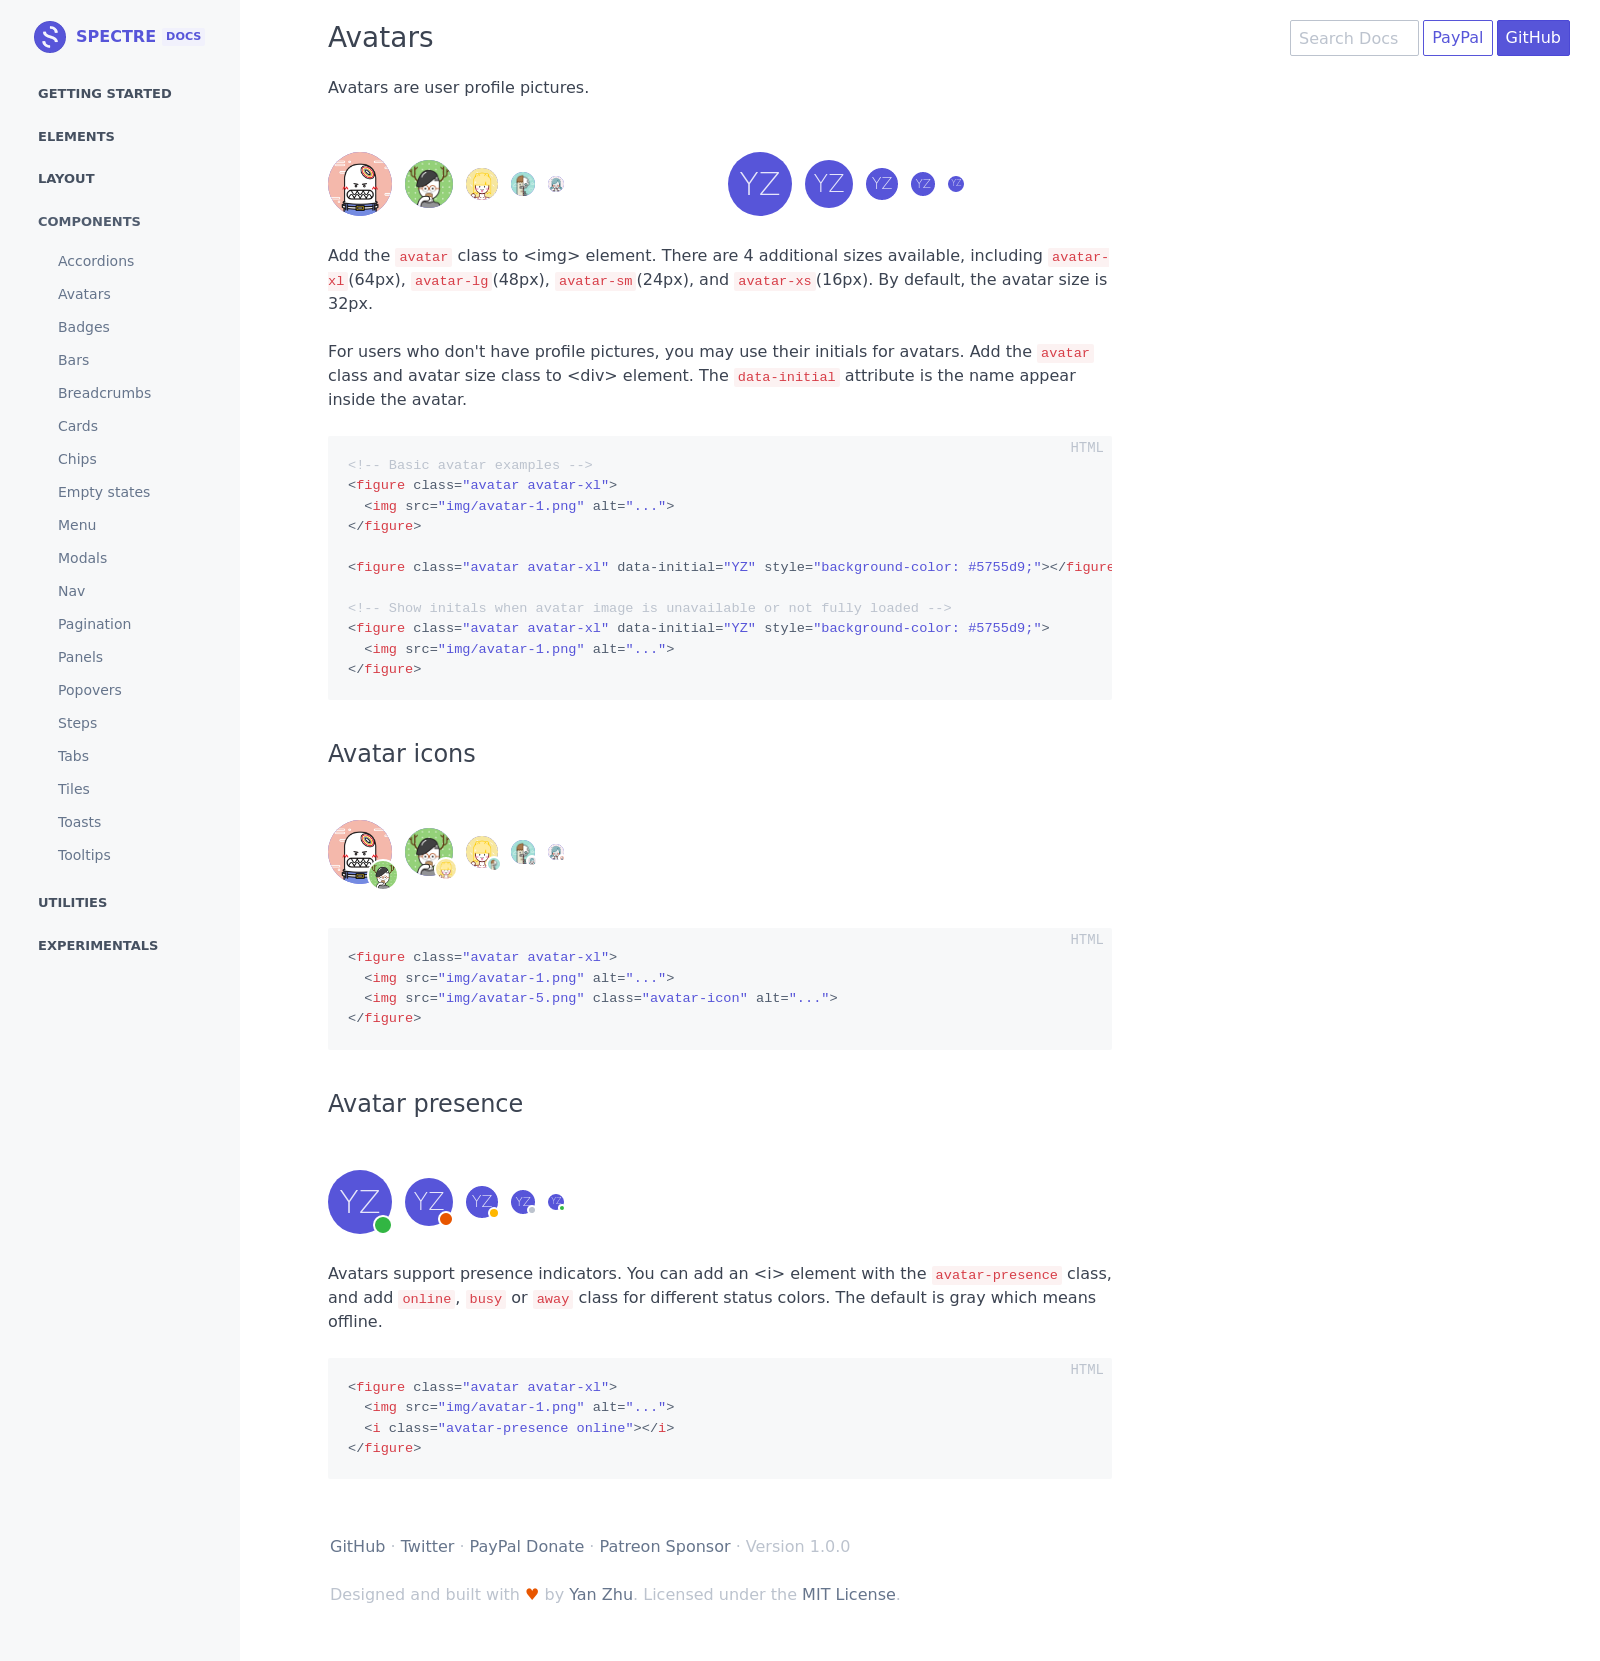 SPECTRE DOCS
GETTING STARTED
ELEMENTS
LAYOUT
COMPONENTS
Accordions
Avatars
Badges
Bars
Breadcrumbs
Cards
Chips
Empty states
Menu
Modals
Nav
Pagination
Panels
Popovers
Steps
Tabs
Tiles
Toasts
Tooltips
UTILITIES
EXPERIMENTALS
Avatars
Search Docs PayPal GitHub
Avatars are user profile pictures.
YZ YZ YZ YZ YZ
Add the avatar class to <img> element. There are 4 additional sizes available, including avatar-
xl (64px), avatar-lg (48px), avatar-sm (24px), and avatar-xs (16px). By default, the avatar size is
32px.
For users who don't have profile pictures, you may use their initials for avatars. Add the avatar
class and avatar size class to <div> element. The data-initial attribute is the name appear
inside the avatar.
HTML
<!-- Basic avatar examples -->
<figure class="avatar avatar-xl">
  <img src="img/avatar-1.png" alt="...">
</figure>
<figure class="avatar avatar-xl" data-initial="YZ" style="background-color: #5755d9;"></figure
<!-- Show initals when avatar image is unavailable or not fully loaded -->
<figure class="avatar avatar-xl" data-initial="YZ" style="background-color: #5755d9;">
  <img src="img/avatar-1.png" alt="...">
</figure>
Avatar icons
HTML
<figure class="avatar avatar-xl">
  <img src="img/avatar-1.png" alt="...">
  <img src="img/avatar-5.png" class="avatar-icon" alt="...">
</figure>
Avatar presence
YZ YZ YZ YZ YZ
Avatars support presence indicators. You can add an <i> element with the avatar-presence class,
and add online, busy or away class for different status colors. The default is gray which means
offline.
HTML
<figure class="avatar avatar-xl">
  <img src="img/avatar-1.png" alt="...">
  <i class="avatar-presence online"></i>
</figure>
GitHub · Twitter · PayPal Donate · Patreon Sponsor · Version 1.0.0
Designed and built with ♥ by Yan Zhu. Licensed under the MIT License.